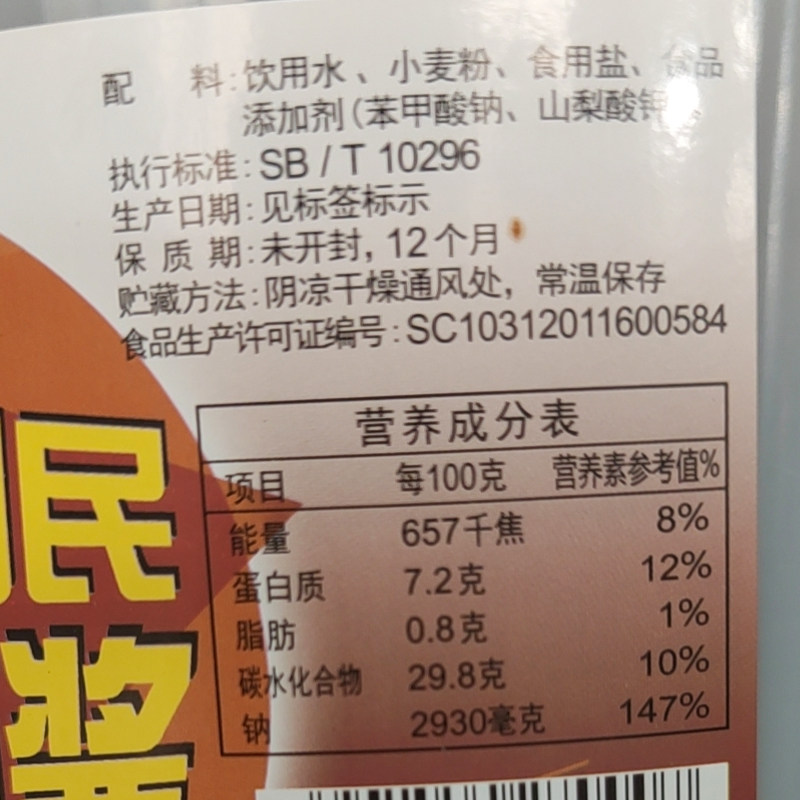 配 料:饮用水、小麦粉、食用盐、食品
添加剂(苯甲酸钠、山梨酸钾
执行标准:SB/T 10296
生产日期:见标签标示
保质期:未开封,12个月
贮藏方法:阴凉干燥通风处,常温保存
食品生产许可证编号:SC10312011600584
营养成分表
项目 每100克 营养素参考值%
能量 657千焦 8%
蛋白质 7.2克 12%
脂肪 0.8克 1%
碳水化合物 29.8克 10%
钠 2930毫克 147%
民
酱